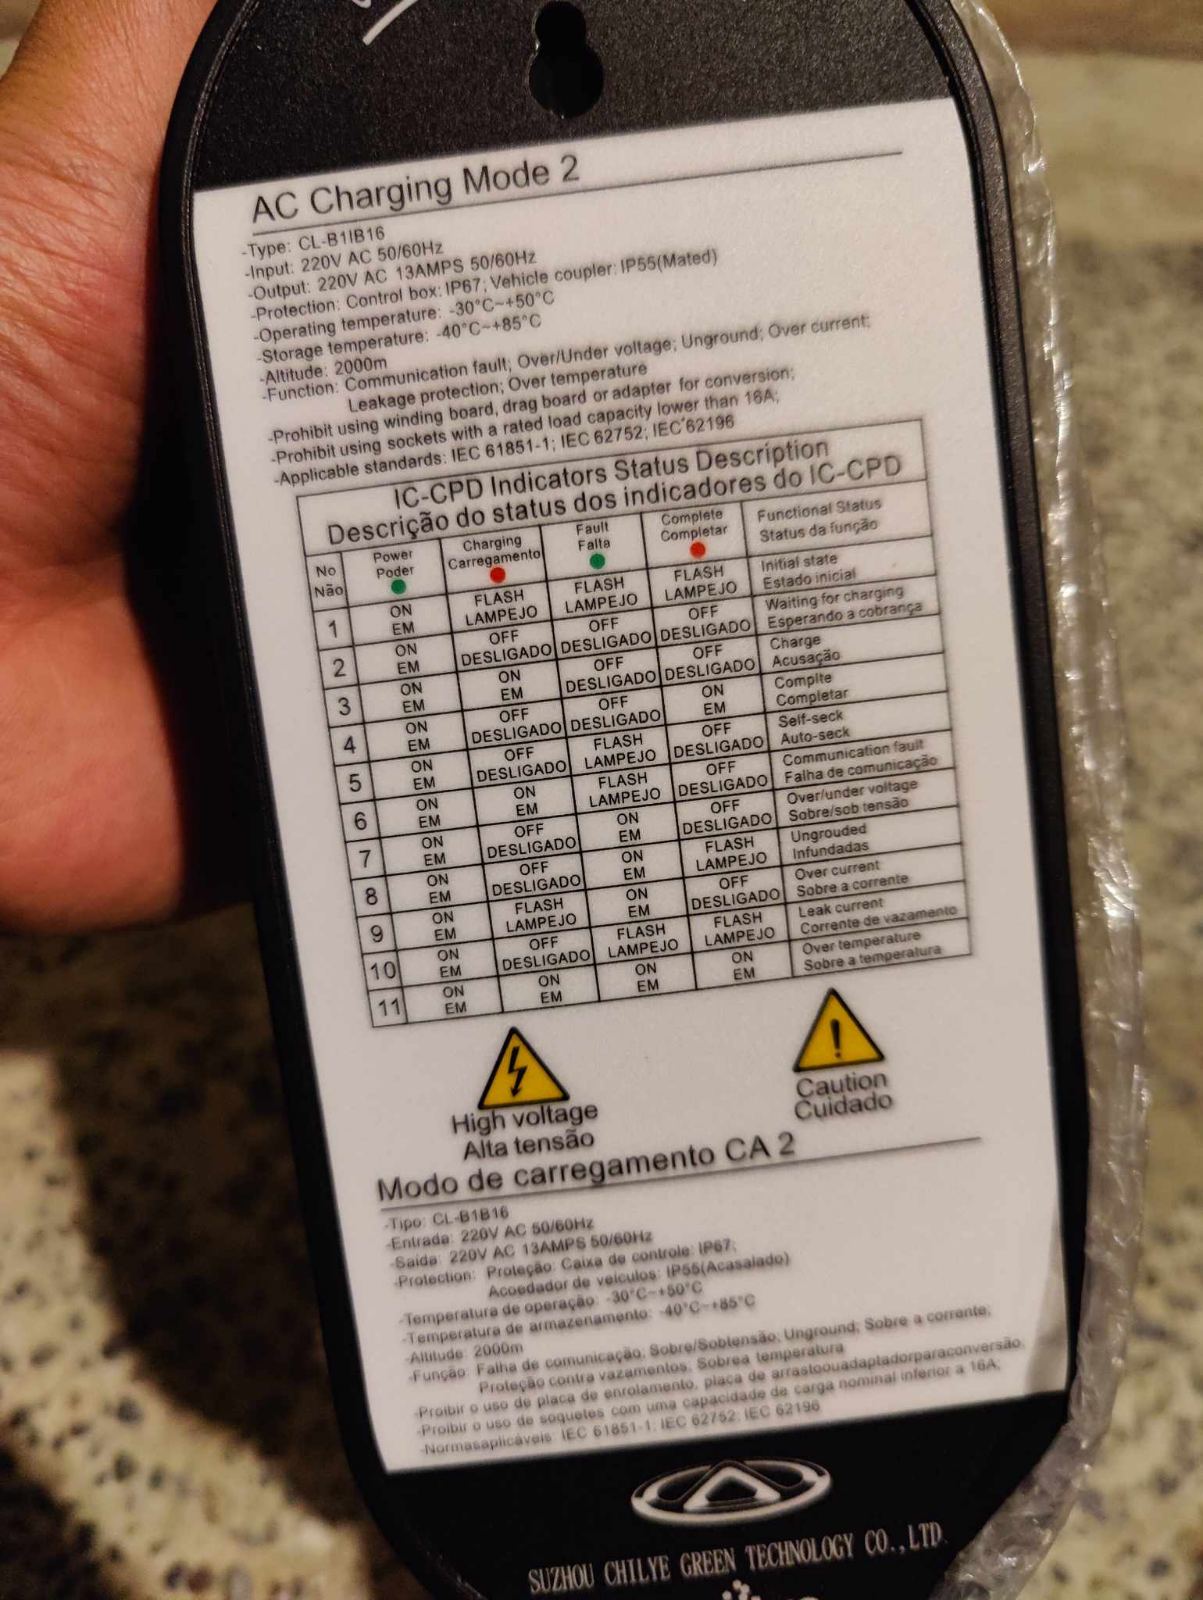 AC Charging Mode 2
-Type: CL-B1IB16
-Input: 220V AC 50/60Hz
-Output: 220V AC 13AMPS 50/60Hz
-Protection: Control box: IP67; Vehicle coupler: IP55(Mated)
-Operating temperature: -30°C~+50°C
-Storage temperature: -40°C~+85°C
-Altitude: 2000m
-Function: Communication fault; Over/Under voltage; Unground; Over current;
Leakage protection; Over temperature
-Prohibit using winding board, drag board or adapter for conversion;
-Prohibit using sockets with a rated load capacity lower than 16A;
-Applicable standards: IEC 61851-1; IEC 62752; IEC 62196
IC-CPD Indicators Status Description
Descrição do status dos indicadores do IC-CPD
No Power Charging Fault Complete Functional Status
Não Poder Carregamento Falta Completar Status da função
1 ON FLASH FLASH FLASH Initial state
EM LAMPEJO LAMPEJO LAMPEJO Estado inicial
2 ON OFF OFF OFF Waiting for charging
EM DESLIGADO DESLIGADO DESLIGADO Esperando a cobrança
3 ON ON OFF OFF Charge
EM EM DESLIGADO DESLIGADO Acusação
4 ON OFF OFF ON Complte
EM DESLIGADO DESLIGADO EM Completar
5 ON OFF FLASH OFF Self-seck
EM DESLIGADO LAMPEJO DESLIGADO Auto-seck
6 ON ON FLASH OFF Communication fault
EM EM LAMPEJO DESLIGADO Falha de comunicação
7 ON OFF ON OFF Over/under voltage
EM DESLIGADO EM DESLIGADO Sobre/sob tensão
8 ON OFF ON FLASH Ungrouded
EM DESLIGADO EM LAMPEJO Infundadas
9 ON FLASH ON OFF Over current
EM LAMPEJO EM DESLIGADO Sobre a corrente
10 ON OFF FLASH FLASH Leak current
EM DESLIGADO LAMPEJO LAMPEJO Corrente de vazamento
11 ON ON ON ON Over temperature
EM EM EM EM Sobre a temperatura
High voltage
Alta tensão
Caution
Cuidado
Modo de carregamento CA 2
-Tipo: CL-B1B16
-Entrada: 220V AC 50/60Hz
-Saída: 220V AC 13AMPS 50/60Hz
-Protection: Proteção: Caixa de controle: IP67;
Acoedador de veículos: IP55(Acasalado)
-Temperatura de operação: -30°C~+50°C
-Temperatura de armazenamento: -40°C~+85°C
-Altitude: 2000m
-Função: Falha de comunicação; Sobre/Sobtensão; Unground; Sobre a corrente;
Proteção contra vazamentos; Sobrea temperatura
-Proibir o uso de placa de enrolamento, placa de arrastoouadaptadorparaconversão;
-Proibir o uso de soquetes com uma capacidade de carga nominal inferior a 16A;
-Normasaplicáveis: IEC 61851-1; IEC 62752; IEC 62196
SUZHOU CHILYE GREEN TECHNOLOGY CO.,LTD.